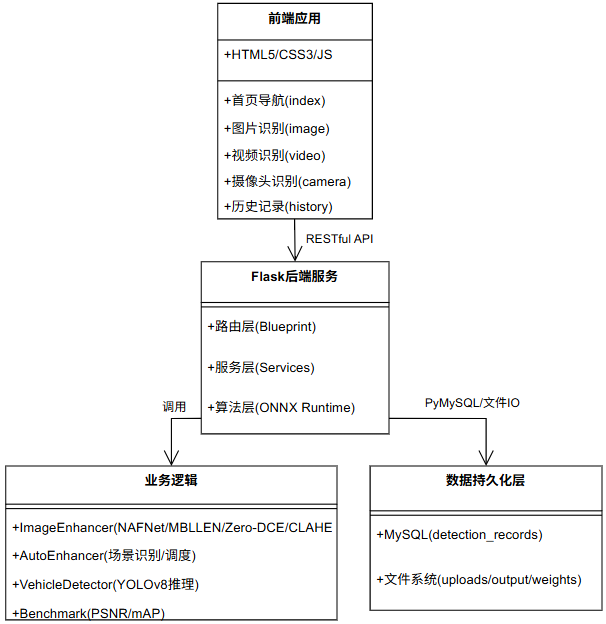 前端应用
+HTML5/CSS3/JS
+首页导航(index)
+图片识别(image)
+视频识别(video)
+摄像头识别(camera)
+历史记录(history)
RESTful API
Flask后端服务
+路由层(Blueprint)
+服务层(Services)
+算法层(ONNX Runtime)
调用
PyMySQL/文件IO
业务逻辑
+ImageEnhancer(NAFNet/MBLLEN/Zero-DCE/CLAHE
+AutoEnhancer(场景识别/调度)
+VehicleDetector(YOLOv8推理)
+Benchmark(PSNR/mAP)
数据持久化层
+MySQL(detection_records)
+文件系统(uploads/output/weights)